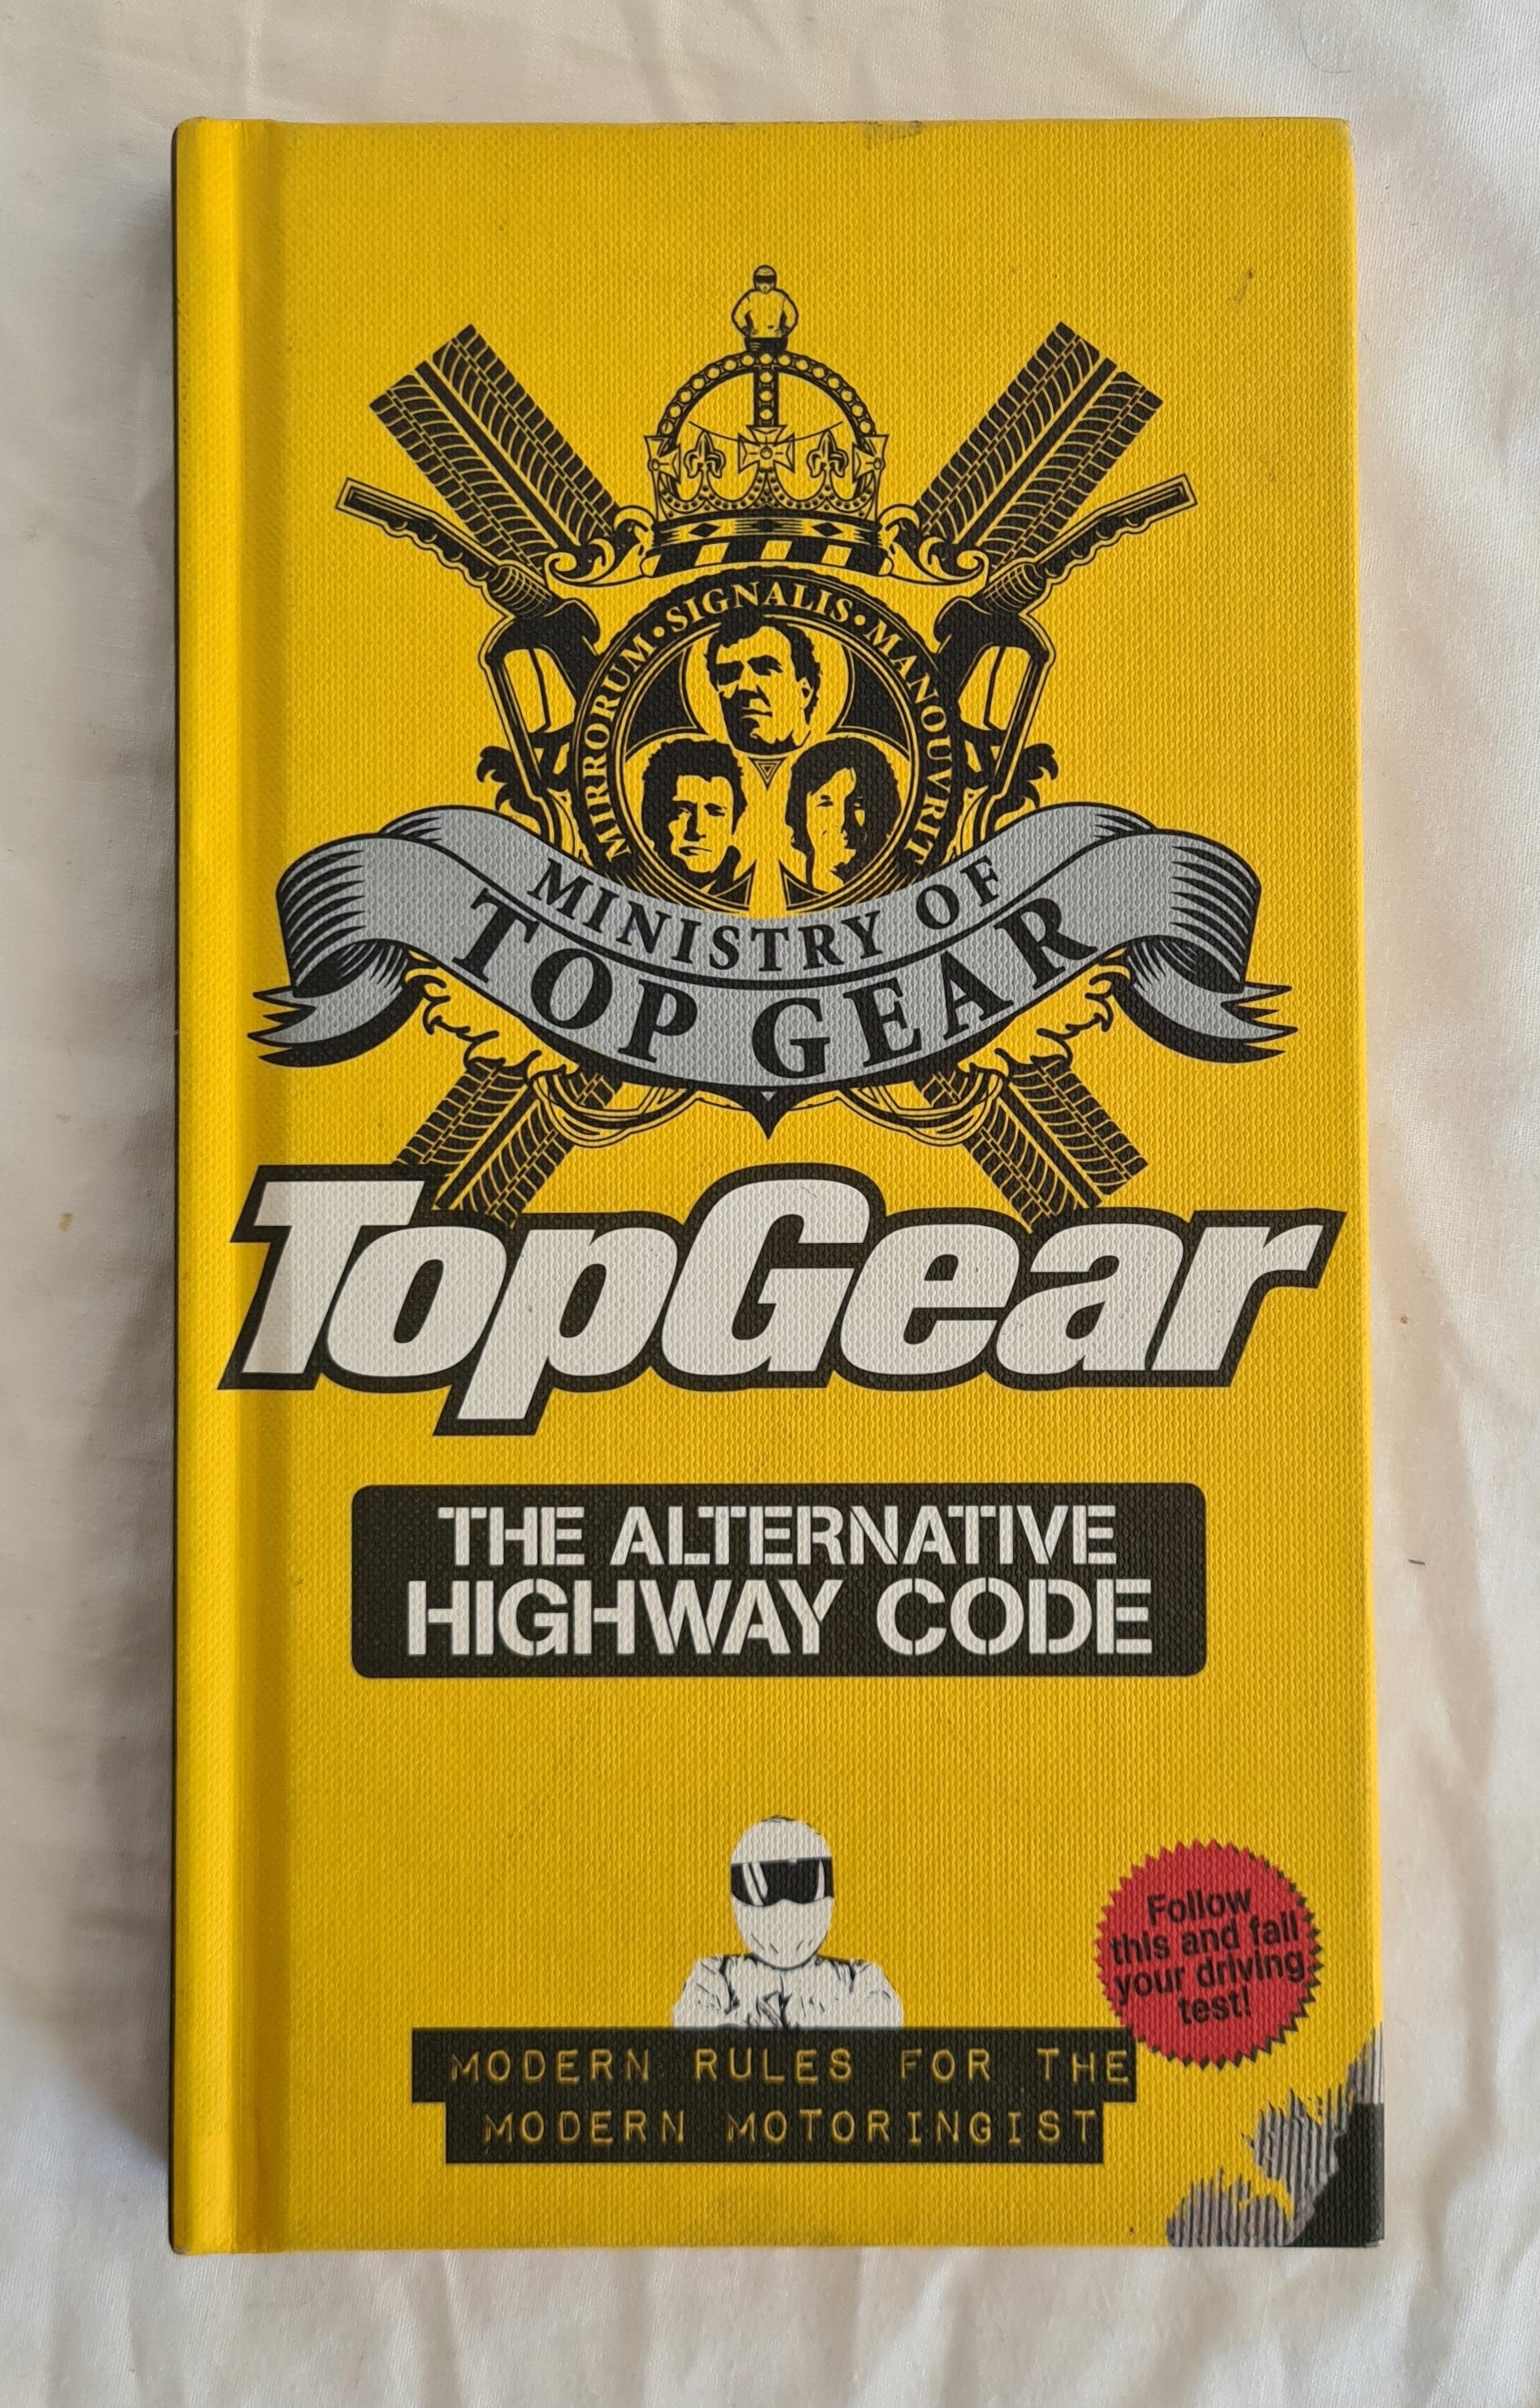 MIRRORUM • SIGNALIS • MANOUVRIT
MINISTRY OF
TOP GEAR
TopGear
THE ALTERNATIVE
HIGHWAY CODE
Follow
this and fail
your driving
test!
MODERN RULES FOR THE
MODERN MOTORINGIST